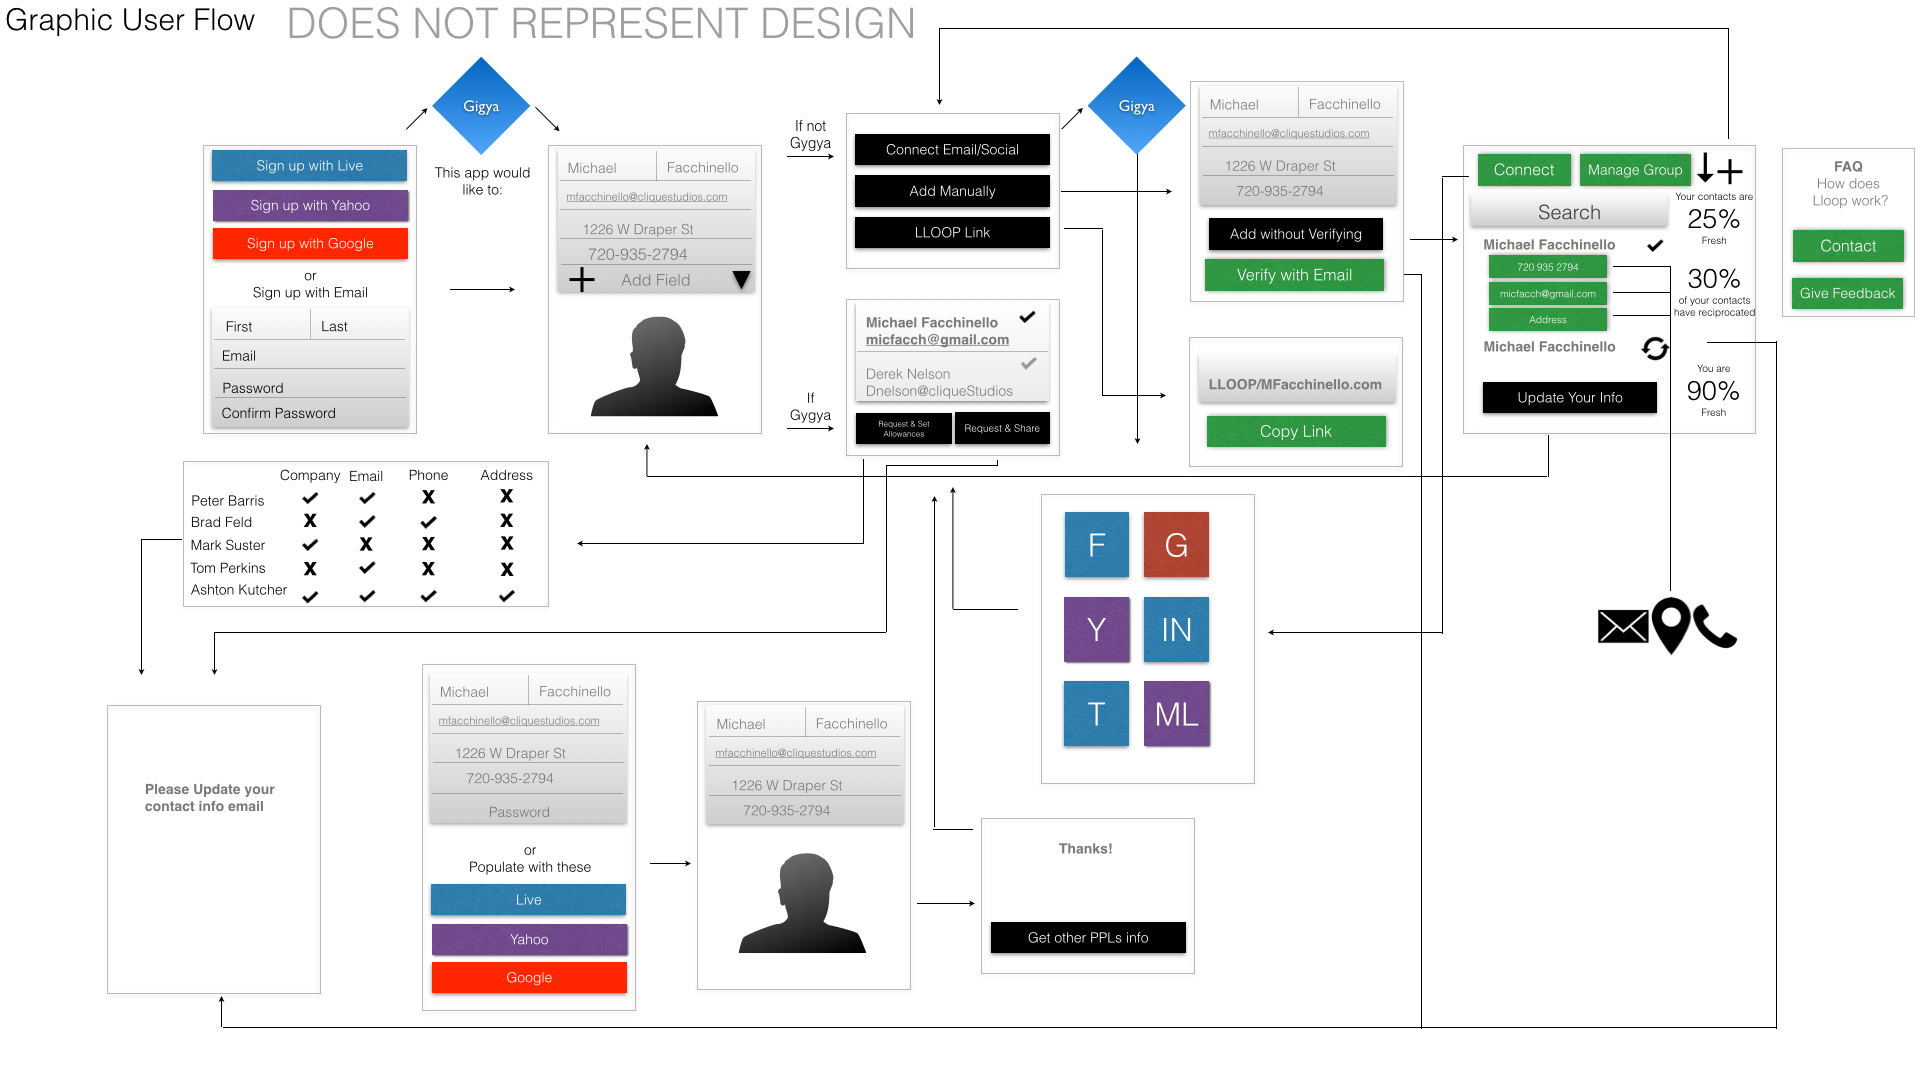 Graphic User Flow
DOES NOT REPRESENT DESIGN
Sign up with Live
Sign up with Yahoo
Sign up with Google
or
Sign up with Email
First
Last
Email
Password
Confirm Password
Gigya
This app would
like to:
Michael
Facchinello
mfacchinello@cliquestudios.com
1226 W Draper St
720-935-2794
Add Field
If not
Gygya
If
Gygya
Connect Email/Social
Add Manually
LLOOP Link
Michael Facchinello
micfacch@gmail.com
Derek Nelson
Dnelson@cliqueStudios
Request & Set
Allowances
Request & Share
Gigya
Michael
Facchinello
mfacchinello@cliquestudios.com
1226 W Draper St
720-935-2794
Add without Verifying
Verify with Email
LLOOP/MFacchinello.com
Copy Link
Connect
Manage Group
Search
Michael Facchinello
720 935 2794
micfacch@gmail.com
Address
Michael Facchinello
Update Your Info
Your contacts are
25%
Fresh
30%
of your contacts
have reciprocated
You are
90%
Fresh
FAQ
How does
Lloop work?
Contact
Give Feedback
Company
Email
Phone
Address
Peter Barris
Brad Feld
Mark Suster
Tom Perkins
Ashton Kutcher
F
G
Y
IN
T
ML
Please Update your
contact info email
Michael
Facchinello
mfacchinello@cliquestudios.com
1226 W Draper St
720-935-2794
Password
or
Populate with these
Live
Yahoo
Google
Michael
Facchinello
mfacchinello@cliquestudios.com
1226 W Draper St
720-935-2794
Thanks!
Get other PPLs info